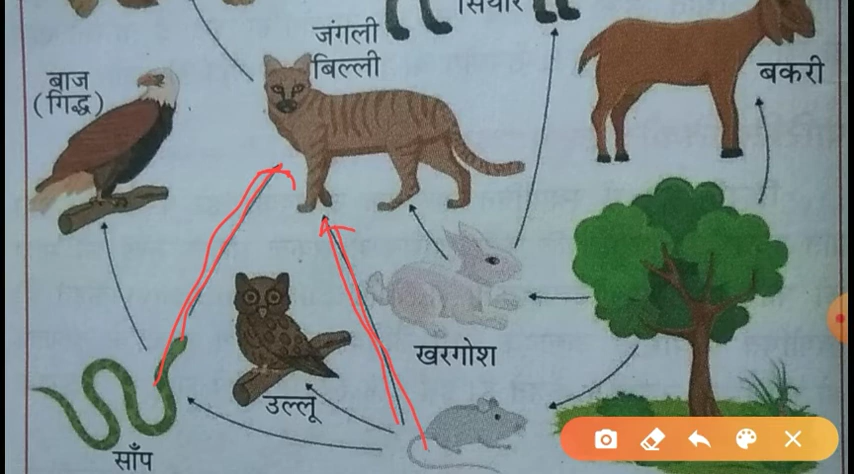 सियार
जंगली
बिल्ली
बाज
(गिद्ध)
बकरी
खरगोश
उल्लू
साँप